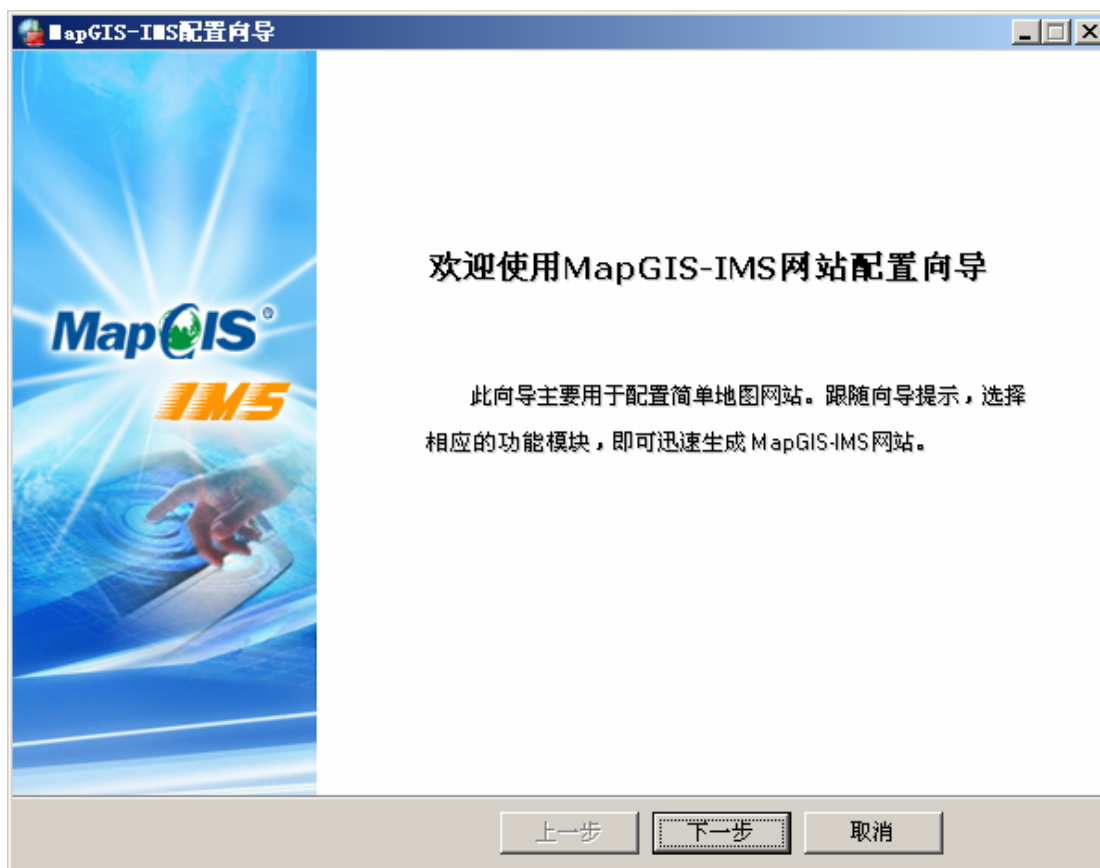 MapGIS-IMS配置向导
MapGIS®
IMS
欢迎使用MapGIS-IMS网站配置向导
此向导主要用于配置简单地图网站。跟随向导提示，选择
相应的功能模块，即可迅速生成MapGIS-IMS网站。
上一步 下一步 取消